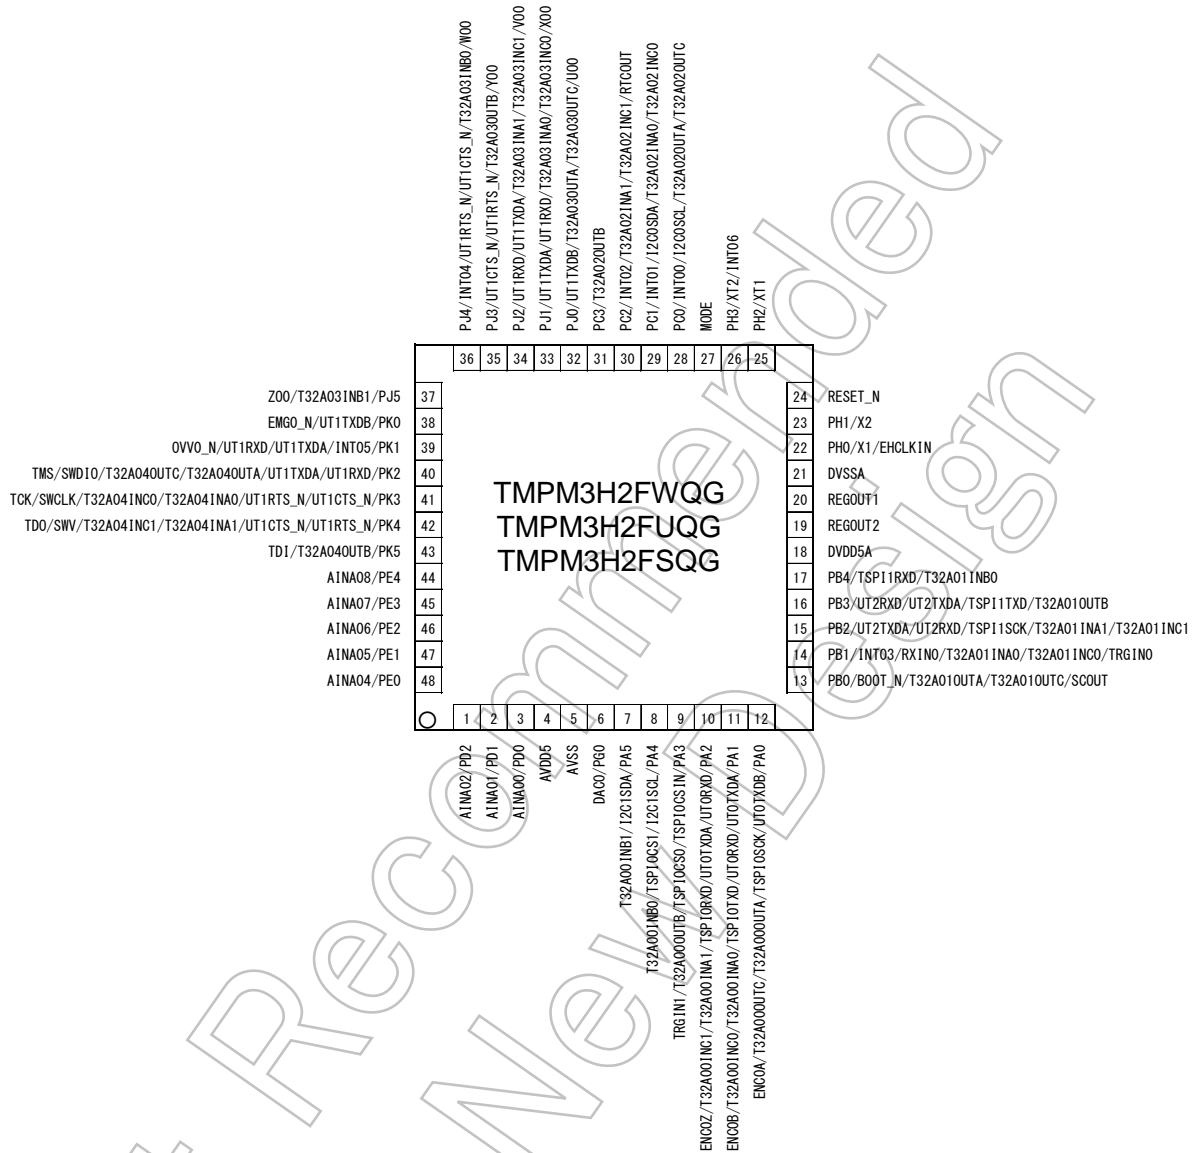 PJ4/INT04/UT1RTS_N/UT1CTS_N/T32A03INB0/WO0
PJ3/UT1CTS_N/UT1RTS_N/T32A03OUTB/YO0
PJ2/UT1RXD/UT1TXDA/T32A03INA1/T32A03INC1/VO0
PJ1/UT1TXDA/UT1RXD/T32A03INA0/T32A03INC0/XO0
PJ0/UT1TXDB/T32A03OUTA/T32A03OUTC/UO0
PC3/T32A02OUTB
PC2/INT02/T32A02INA1/T32A02INC1/RTCOUT
PC1/INT01/I2C0SDA/T32A02INA0/T32A02INC0
PC0/INT00/I2C0SCL/T32A02OUTA/T32A02OUTC
MODE
PH3/XT2/INT06
PH2/XT1
36 35 34 33 32 31 30 29 28 27 26 25
ZO0/T32A03INB1/PJ5 37
EMG0_N/UT1TXDB/PK0 38
OVV0_N/UT1RXD/UT1TXDA/INT05/PK1 39
TMS/SWDIO/T32A04OUTC/T32A04OUTA/UT1TXDA/UT1RXD/PK2 40
TCK/SWCLK/T32A04INC0/T32A04INA0/UT1RTS_N/UT1CTS_N/PK3 41
TDO/SWV/T32A04INC1/T32A04INA1/UT1CTS_N/UT1RTS_N/PK4 42
TDI/T32A04OUTB/PK5 43
AINA08/PE4 44
AINA07/PE3 45
AINA06/PE2 46
AINA05/PE1 47
AINA04/PE0 48
TMPM3H2FWQG
TMPM3H2FUQG
TMPM3H2FSQG
24 RESET_N
23 PH1/X2
22 PH0/X1/EHCLKIN
21 DVSSA
20 REGOUT1
19 REGOUT2
18 DVDD5A
17 PB4/TSPI1RXD/T32A01INB0
16 PB3/UT2RXD/UT2TXDA/TSPI1TXD/T32A01OUTB
15 PB2/UT2TXDA/UT2RXD/TSPI1SCK/T32A01INA1/T32A01INC1
14 PB1/INT03/RXIN0/T32A01INA0/T32A01INC0/TRGIN0
13 PB0/BOOT_N/T32A01OUTA/T32A01OUTC/SCOUT
1 2 3 4 5 6 7 8 9 10 11 12
AINA02/PD2
AINA01/PD1
AINA00/PD0
AVDD5
AVSS
DAC0/PG0
T32A00INB1/I2C1SDA/PA5
T32A00INB0/TSPI0CS1/I2C1SCL/PA4
TRGIN1/T32A00OUTB/TSPI0CS0/TSPI0CSIN/PA3
ENC0Z/T32A00INC1/T32A00INA1/TSPI0RXD/UT0TXDA/UT0RXD/PA2
ENC0B/T32A00INC0/T32A00INA0/TSPI0TXD/UT0RXD/UT0TXDA/PA1
ENC0A/T32A00OUTC/T32A00OUTA/TSPI0SCK/UT0TXDB/PA0
Recommended
New Design